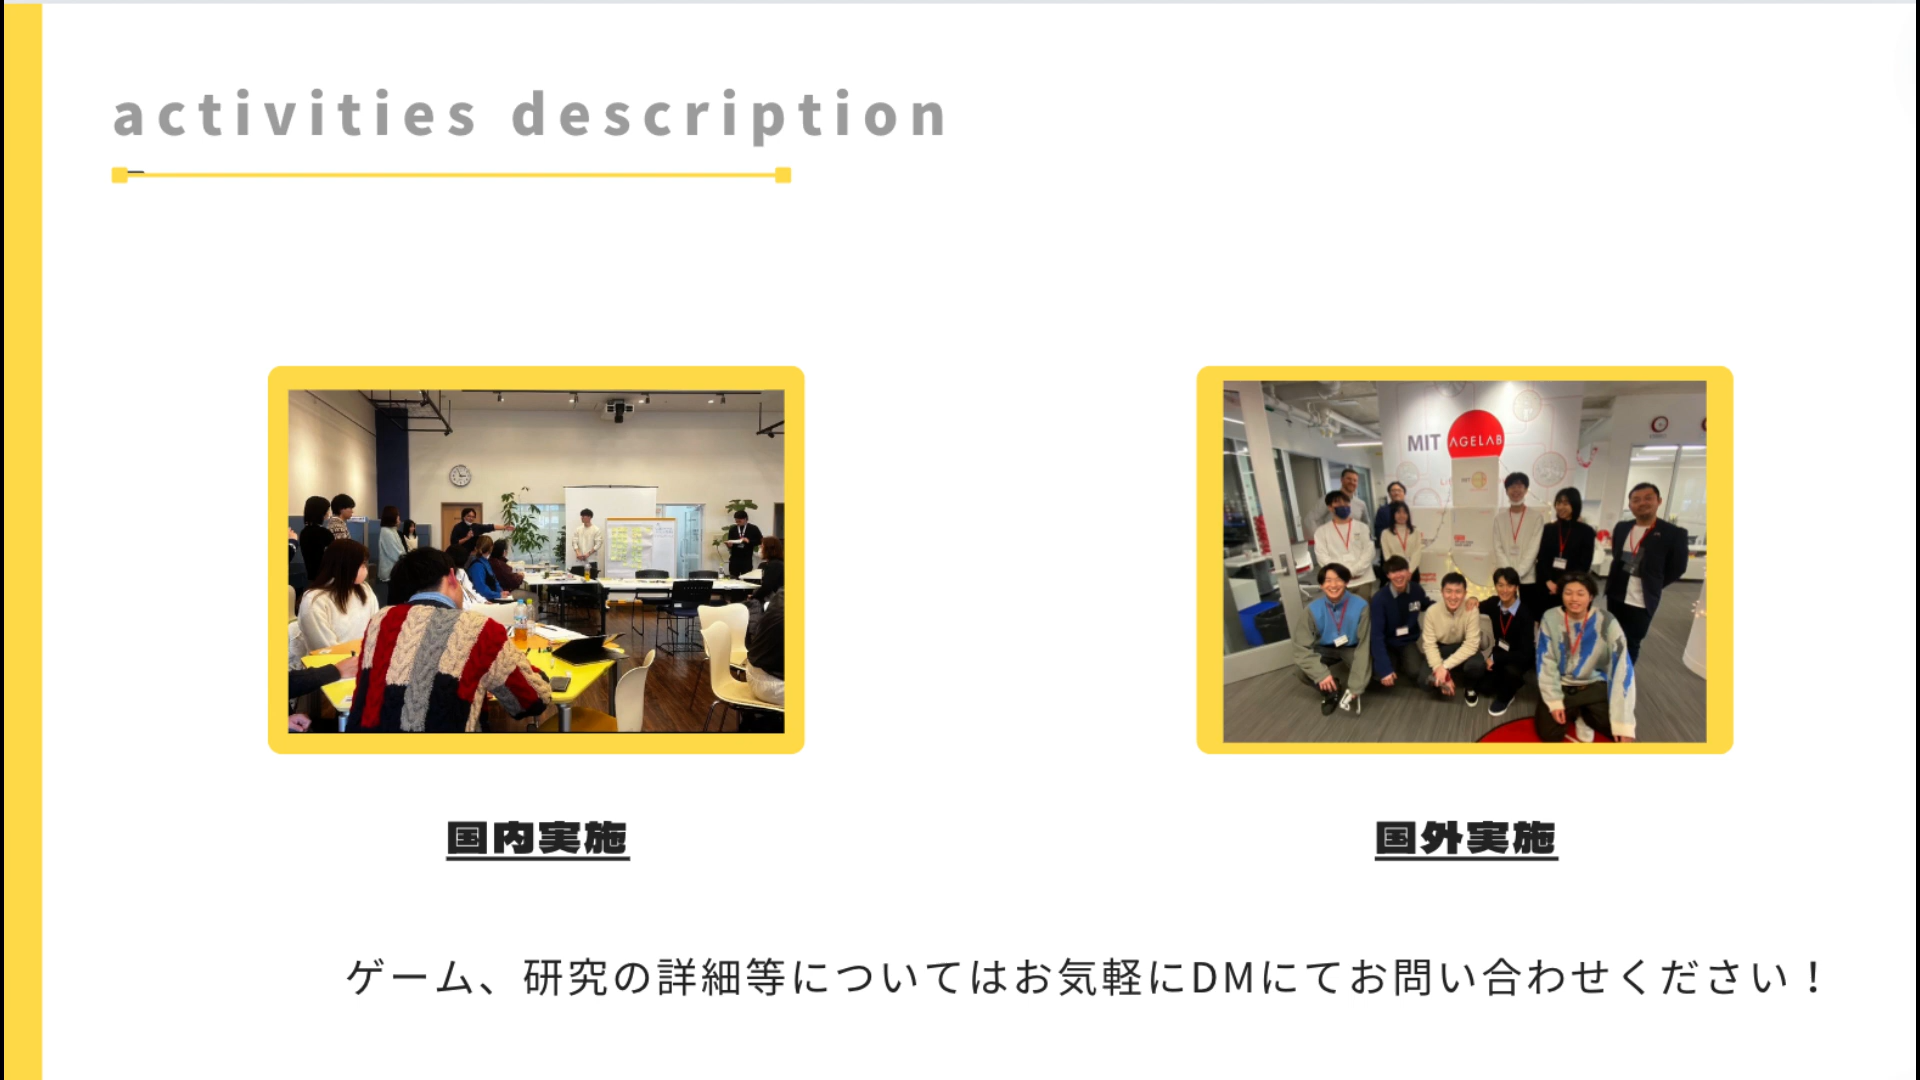 activities description
MIT AGELAB
国内実施
国外実施
ゲーム、研究の詳細等についてはお気軽にDMにてお問い合わせください！